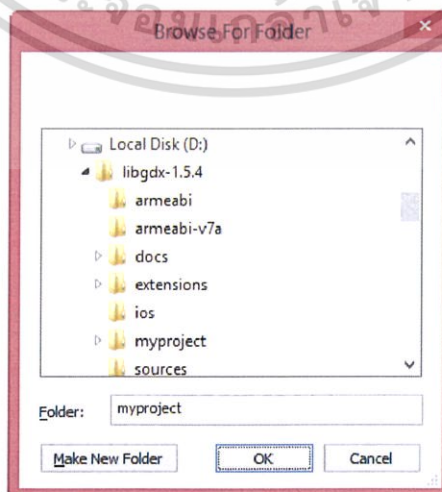 Browse For Folder
Local Disk (D:)
libgdx-1.5.4
armeabi
armeabi-v7a
docs
extensions
ios
myproject
sources
Folder: myproject
Make New Folder OK Cancel